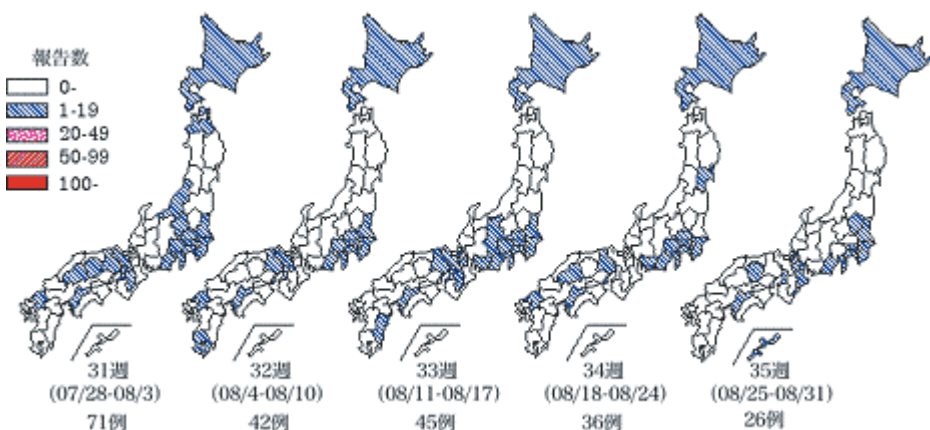 報告数
0-
1-19
20-49
50-99
100-
31週
(07/28-08/3)
71例
32週
(08/4-08/10)
42例
33週
(08/11-08/17)
45例
34週
(08/18-08/24)
36例
35週
(08/25-08/31)
26例